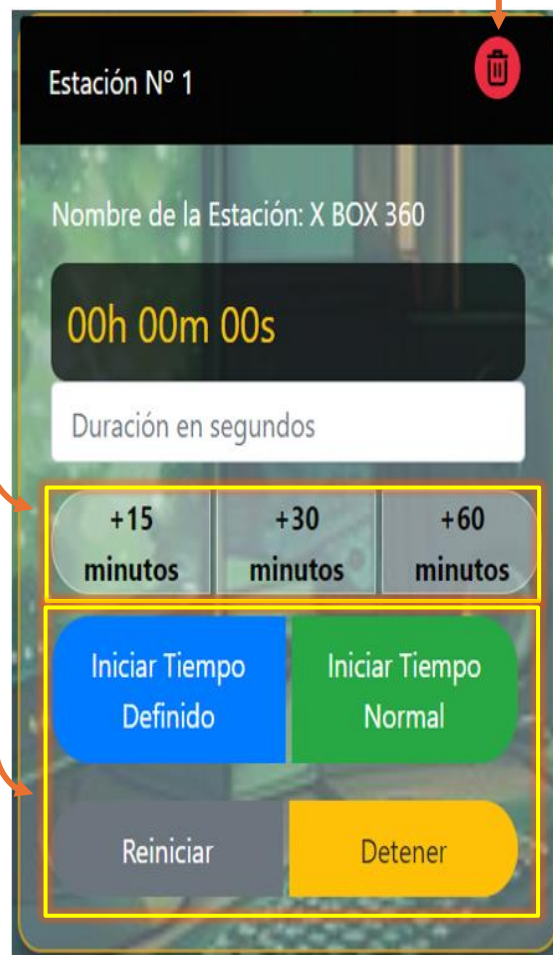 Estación Nº 1
Nombre de la Estación: X BOX 360
00h 00m 00s
Duración en segundos
+15 minutos
+30 minutos
+60 minutos
Iniciar Tiempo Definido
Iniciar Tiempo Normal
Reiniciar
Detener